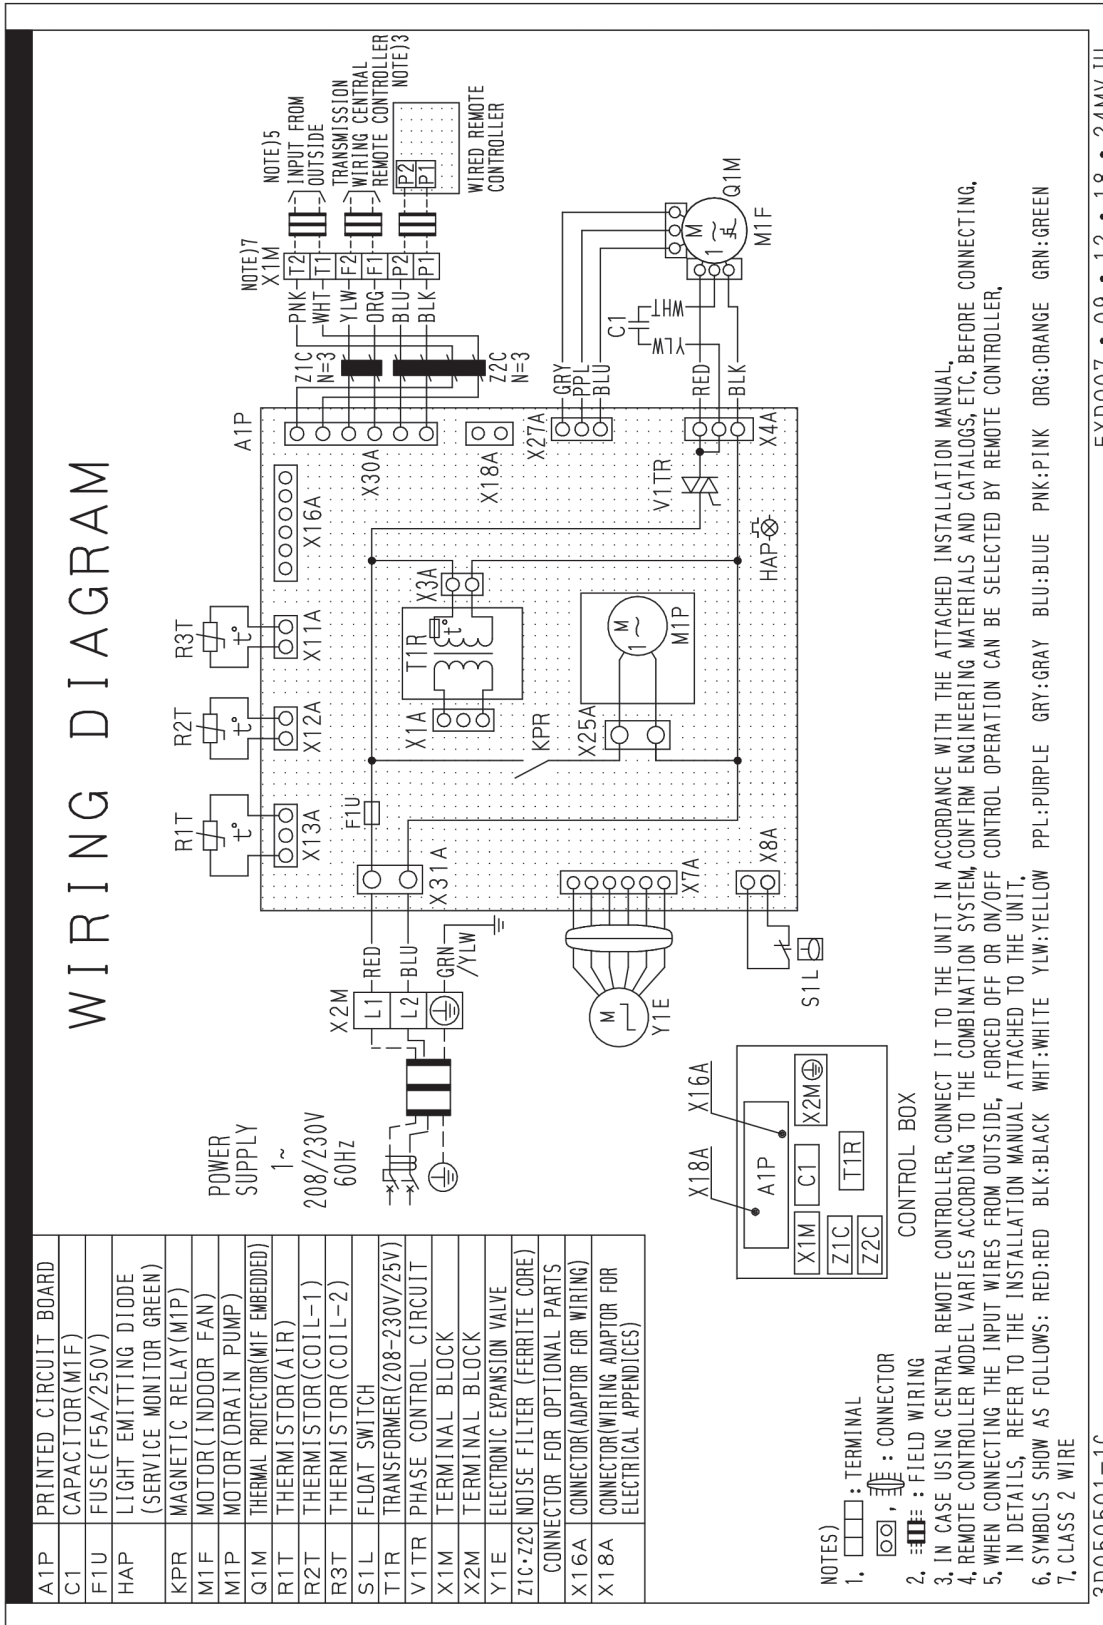 WIRING DIAGRAM
A1P PRINTED CIRCUIT BOARD
C1 CAPACITOR(M1F)
F1U FUSE(F5A/250V)
HAP LIGHT EMITTING DIODE
(SERVICE MONITOR GREEN)
KPR MAGNETIC RELAY(M1P)
M1F MOTOR(INDOOR FAN)
M1P MOTOR(DRAIN PUMP)
Q1M THERMAL PROTECTOR(M1F EMBEDDED)
R1T THERMISTOR(AIR)
R2T THERMISTOR(COIL-1)
R3T THERMISTOR(COIL-2)
S1L FLOAT SWITCH
T1R TRANSFORMER(208-230V/25V)
V1TR PHASE CONTROL CIRCUIT
X1M TERMINAL BLOCK
X2M TERMINAL BLOCK
Y1E ELECTRONIC EXPANSION VALVE
Z1C·Z2C NOISE FILTER (FERRITE CORE)
CONNECTOR FOR OPTIONAL PARTS
X16A CONNECTOR(ADAPTOR FOR WIRING)
X18A CONNECTOR(WIRING ADAPTOR FOR
ELECTRICAL APPENDICES)
POWER
SUPPLY
1~
208/230V
60Hz
X2M
L1
L2
RED
BLU
GRN
/YLW
X31A
F1U
R1T
t°
X13A
R2T
t°
X12A
R3T
t°
X11A
X16A
A1P
X30A
X18A
X27A
X4A
X1A
T1R
t°
X3A
KPR
X25A
M
1~
M1P
V1TR
HAP
X7A
X8A
M
Y1E
S1L
Z1C
N=3
Z2C
N=3
PNK
WHT
YLW
ORG
BLU
BLK
NOTE)7
X1M
T2
T1
F2
F1
P2
P1
NOTE)5
INPUT FROM
OUTSIDE
TRANSMISSION
WIRING CENTRAL
REMOTE CONTROLLER
NOTE)3
P2
P1
WIRED REMOTE
CONTROLLER
GRY
PPL
BLU
C1
YLW
WHT
RED
BLK
M
1~
Q1M
M1F
X18A
X16A
A1P
X1M
C1
X2M
Z1C
Z2C
T1R
CONTROL BOX
NOTES)
1. : TERMINAL
, : CONNECTOR
2. : FIELD WIRING
3. IN CASE USING CENTRAL REMOTE CONTROLLER, CONNECT IT TO THE UNIT IN ACCORDANCE WITH THE ATTACHED INSTALLATION MANUAL.
4. REMOTE CONTROLLER MODEL VARIES ACCORDING TO THE COMBINATION SYSTEM, CONFIRM ENGINEERING MATERIALS AND CATALOGS, ETC. BEFORE CONNECTING.
5. WHEN CONNECTING THE INPUT WIRES FROM OUTSIDE, FORCED OFF OR ON/OFF CONTROL OPERATION CAN BE SELECTED BY REMOTE CONTROLLER.
IN DETAILS, REFER TO THE INSTALLATION MANUAL ATTACHED TO THE UNIT.
6. SYMBOLS SHOW AS FOLLOWS: RED:RED BLK:BLACK WHT:WHITE YLW:YELLOW PPL:PURPLE GRY:GRAY BLU:BLUE PNK:PINK ORG:ORANGE GRN:GREEN
7. CLASS 2 WIRE